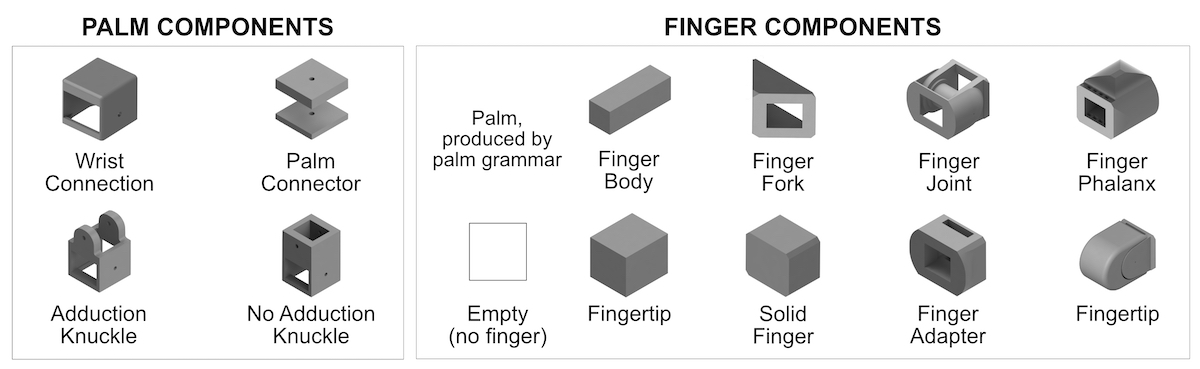 PALM COMPONENTS
Wrist
Connection
Palm
Connector
Adduction
Knuckle
No Adduction
Knuckle
FINGER COMPONENTS
Palm,
produced by
palm grammar
Finger
Body
Finger
Fork
Finger
Joint
Finger
Phalanx
Empty
(no finger)
Fingertip
Solid
Finger
Finger
Adapter
Fingertip